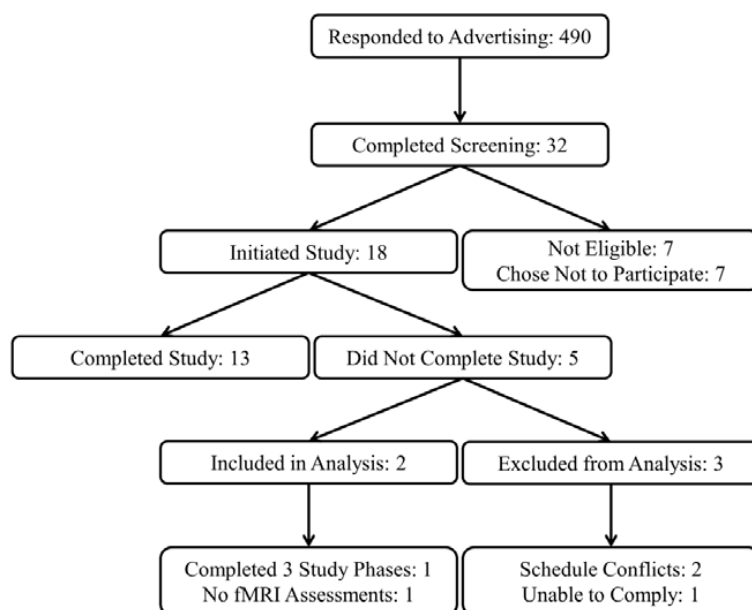 Responded to Advertising: 490
Completed Screening: 32
Initiated Study: 18
Not Eligible: 7
Chose Not to Participate: 7
Completed Study: 13
Did Not Complete Study: 5
Included in Analysis: 2
Excluded from Analysis: 3
Completed 3 Study Phases: 1
No fMRI Assessments: 1
Schedule Conflicts: 2
Unable to Comply: 1